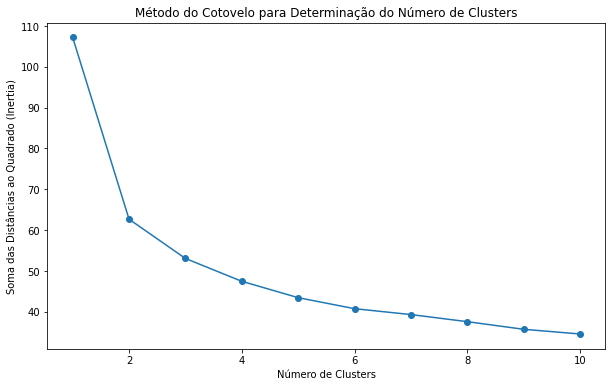 Método do Cotovelo para Determinação do Número de Clusters
110
100
90
80
70
60
50
40
Soma das Distâncias ao Quadrado (Inertia)
2 4 6 8 10
Número de Clusters